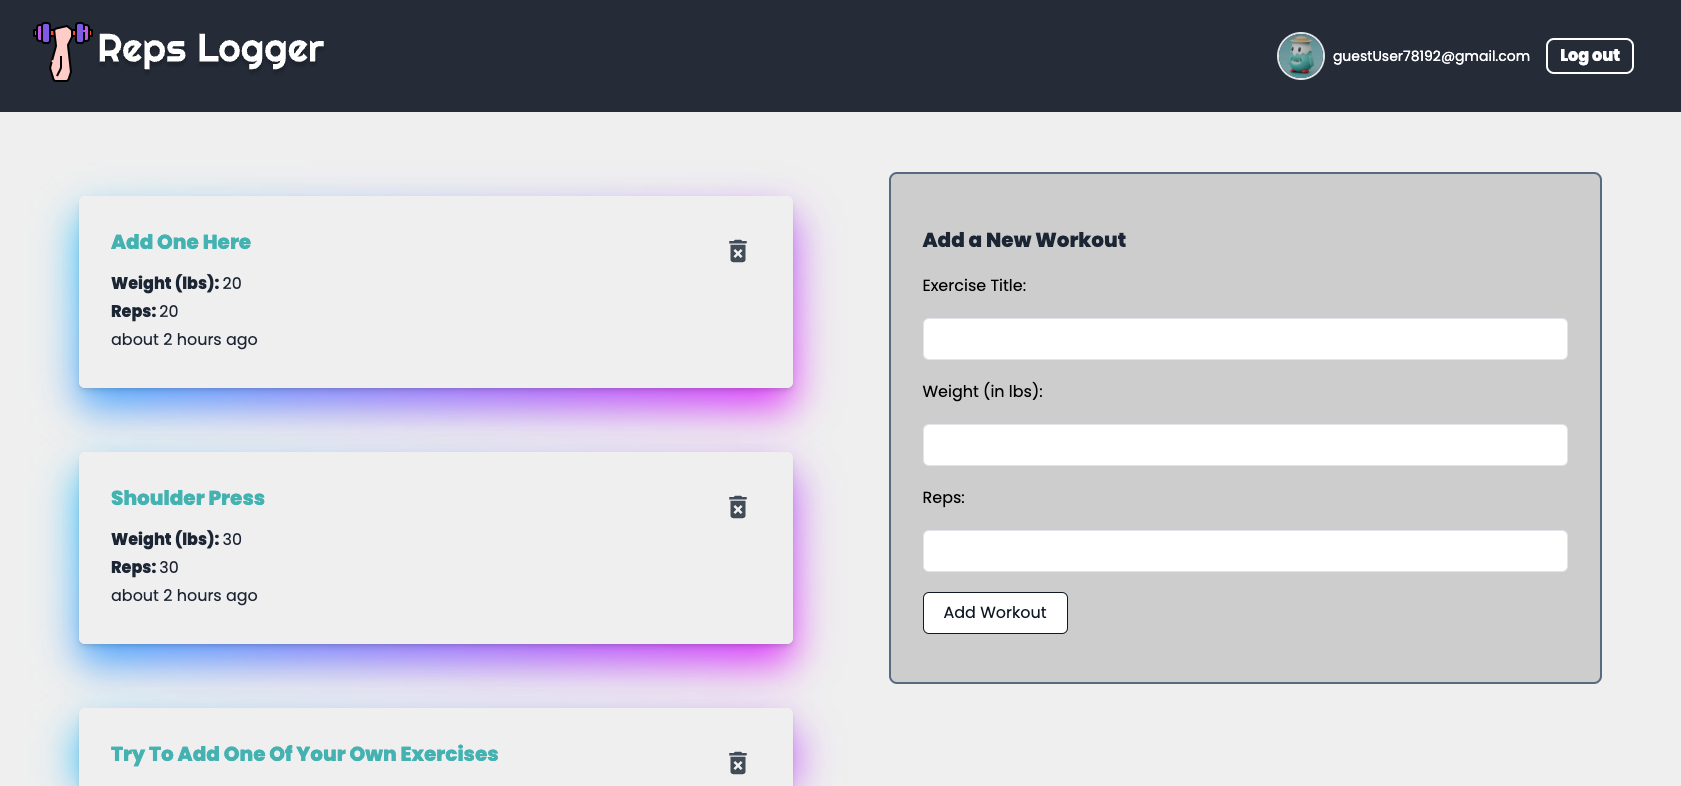 Reps Logger
guestUser78192@gmail.com
Log out
Add One Here
Weight (lbs): 20
Reps: 20
about 2 hours ago
Shoulder Press
Weight (lbs): 30
Reps: 30
about 2 hours ago
Try To Add One Of Your Own Exercises
Add a New Workout
Exercise Title:
Weight (in lbs):
Reps:
Add Workout